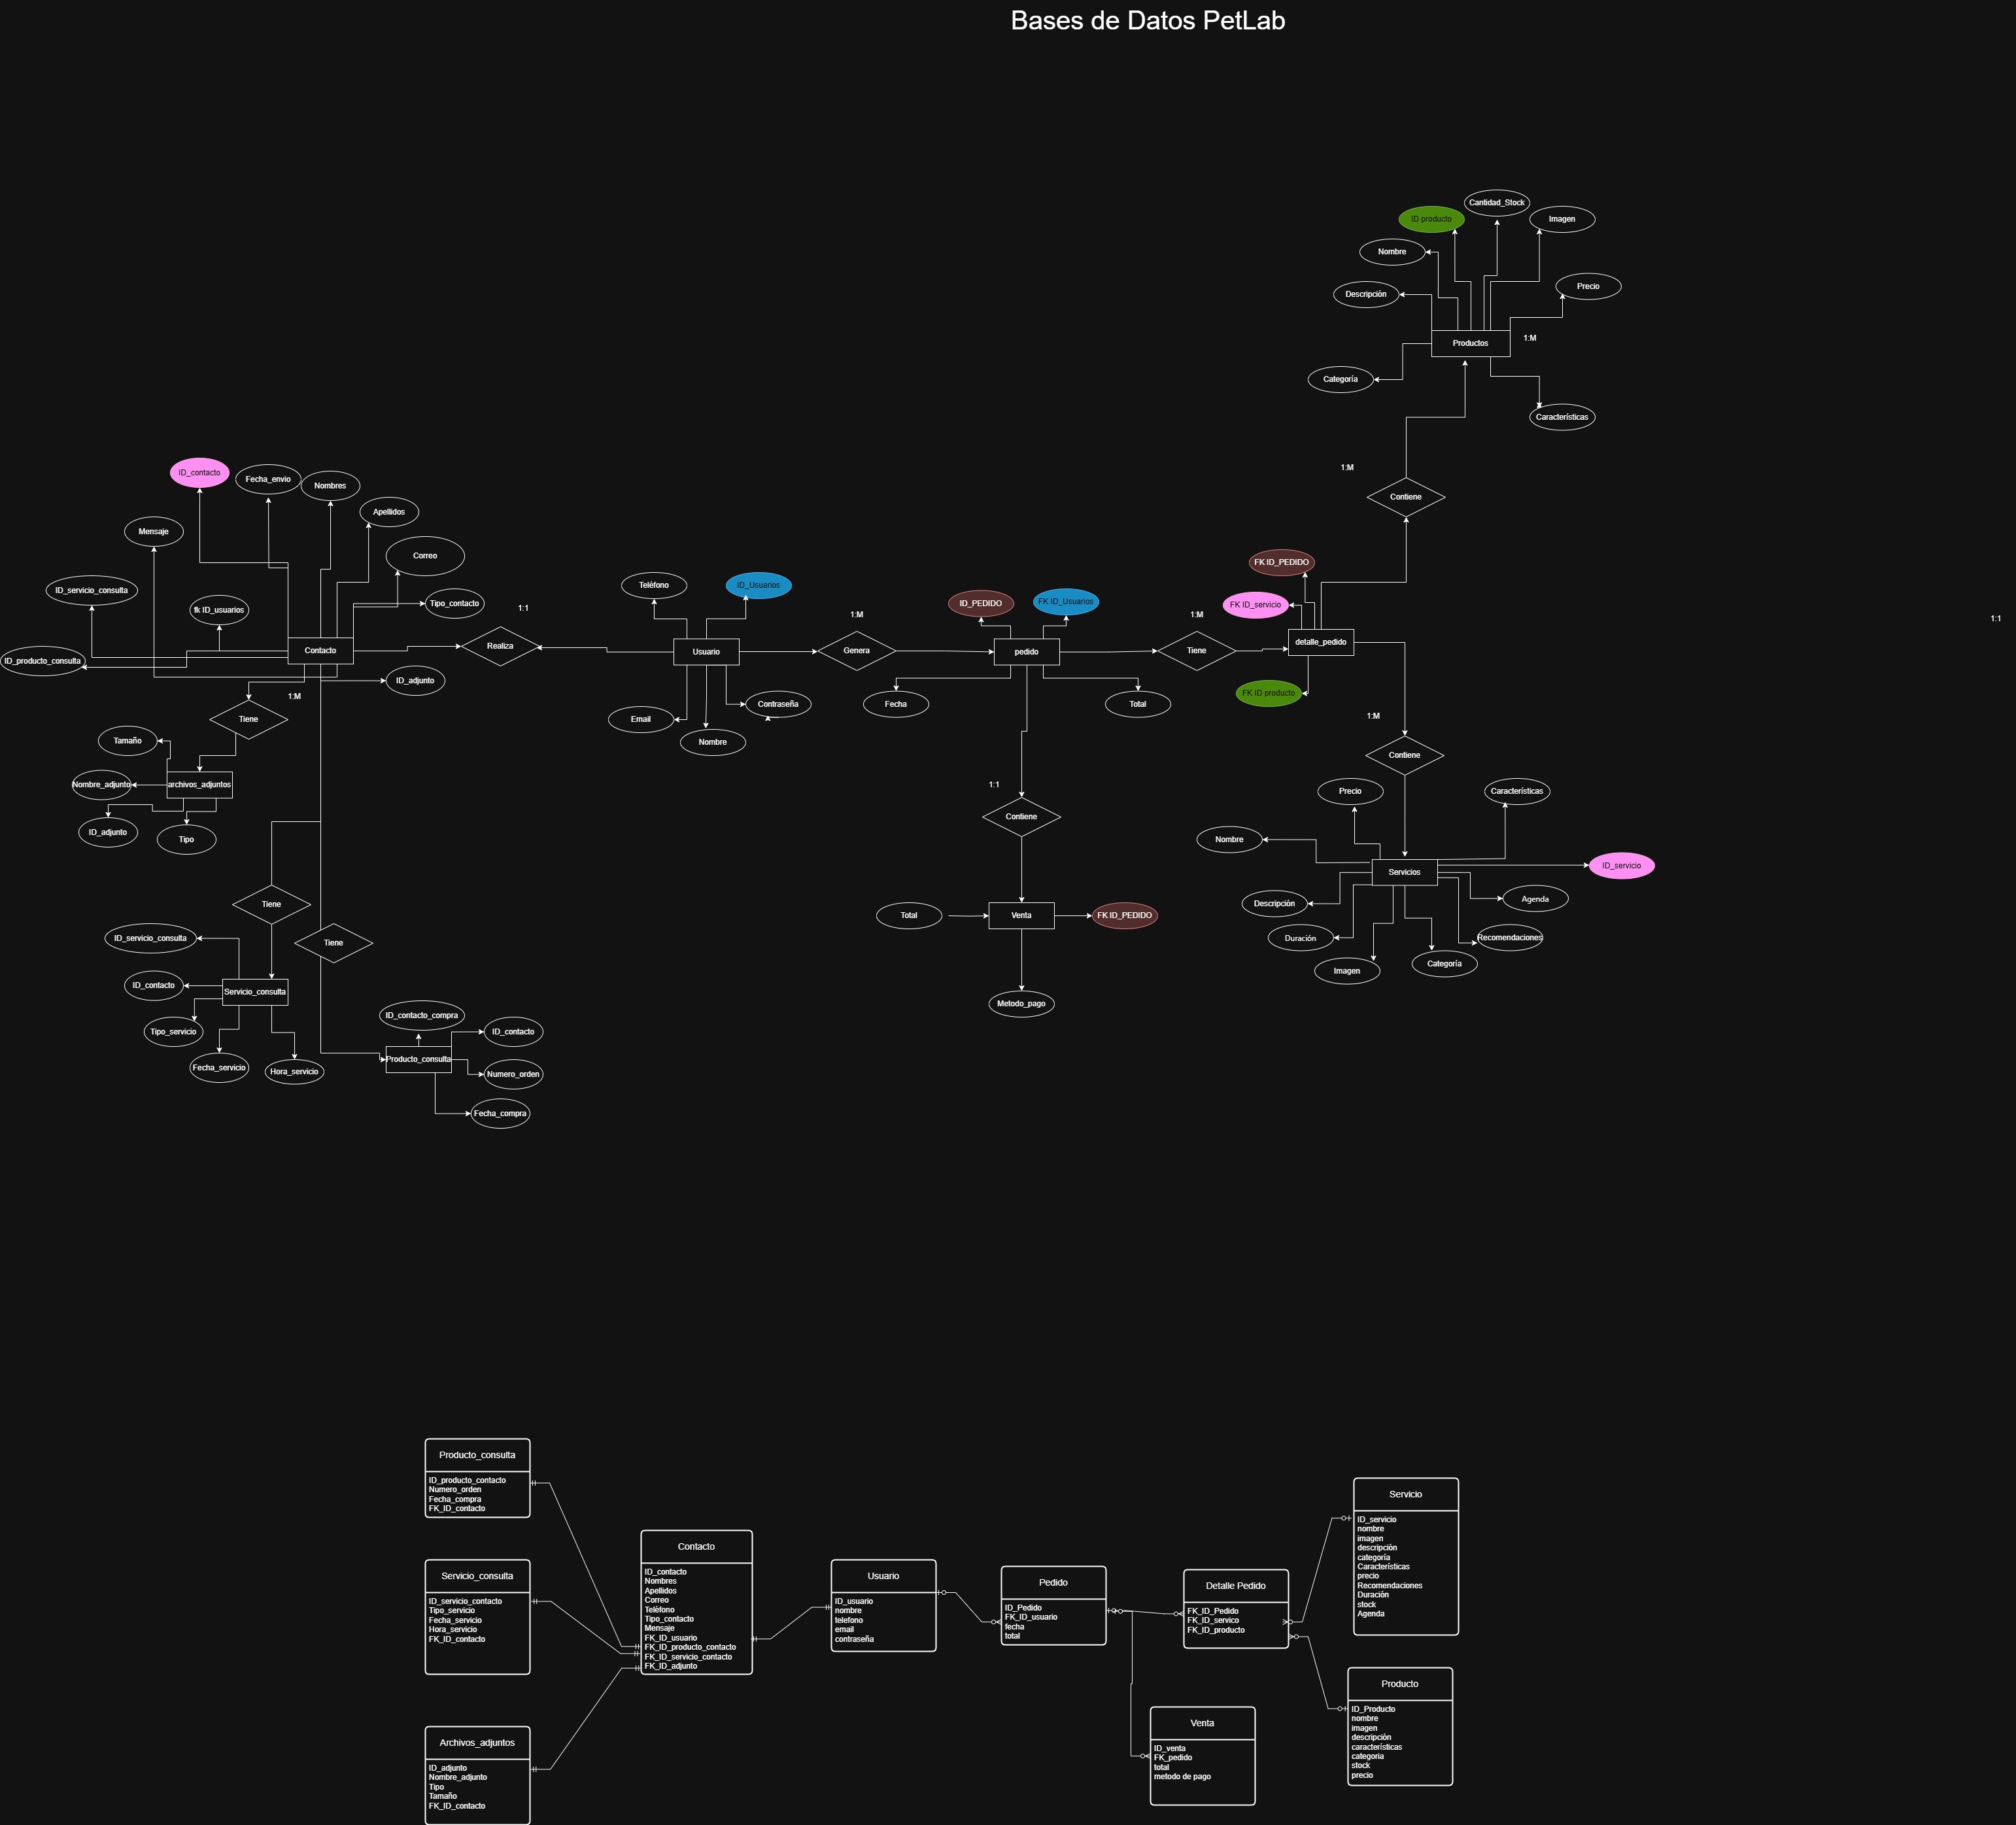 Bases de Datos PetLab
Cantidad_Stock
ID producto
Imagen
Nombre
Precio
Descripción
Productos
1:M
Categoría
Características
1:M
Contiene
ID_contacto
Fecha_envio
Nombres
Apellidos
Mensaje
Correo
ID_servicio_consulta
fk ID_usuarios
Tipo_contacto
1:1
Contacto
Realiza
ID_producto_consulta
ID_adjunto
1:M
Tiene
Tamaño
Nombre_adjunto
archivos_adjuntos
ID_adjunto
Tipo
Teléfono
ID_Usuarios
Usuario
Email
Contraseña
Nombre
1:M
Genera
ID_PEDIDO
FK ID_Usuarios
pedido
Fecha
Total
1:M
Tiene
FK ID_PEDIDO
FK ID_servicio
detalle_pedido
FK ID producto
1:1
1:M
Contiene
1:1
Contiene
Total
Venta
FK ID_PEDIDO
Metodo_pago
Precio
Características
Nombre
Servicios
ID_servicio
Descripción
Agenda
Duración
Recomendaciones
Imagen
Categoría
Tiene
Tiene
ID_servicio_consulta
ID_contacto
Servicio_consulta
Tipo_servicio
Fecha_servicio
Hora_servicio
ID_contacto_compra
ID_contacto
Producto_consulta
Numero_orden
Fecha_compra
Producto_consulta
ID_producto_contacto
Numero_orden
Fecha_compra
FK_ID_contacto
Servicio_consulta
ID_servicio_contacto
Tipo_servicio
Fecha_servicio
Hora_servicio
FK_ID_contacto
Archivos_adjuntos
ID_adjunto
Nombre_adjunto
Tipo
Tamaño
FK_ID_contacto
Contacto
ID_contacto
Nombres
Apellidos
Correo
Teléfono
Tipo_contacto
Mensaje
FK_ID_usuario
FK_ID_producto_contacto
FK_ID_servicio_contacto
FK_ID_adjunto
Usuario
ID_usuario
nombre
telefono
email
contraseña
Pedido
ID_Pedido
FK_ID_usuario
fecha
total
Detalle Pedido
FK_ID_Pedido
FK_ID_servico
FK_ID_producto
Venta
ID_venta
FK_pedido
total
metodo de pago
Servicio
ID_servicio
nombre
imagen
descripción
categoría
Características
precio
Recomendaciones
Duración
stock
Agenda
Producto
ID_Producto
nombre
imagen
descripción
características
categoria
stock
precio